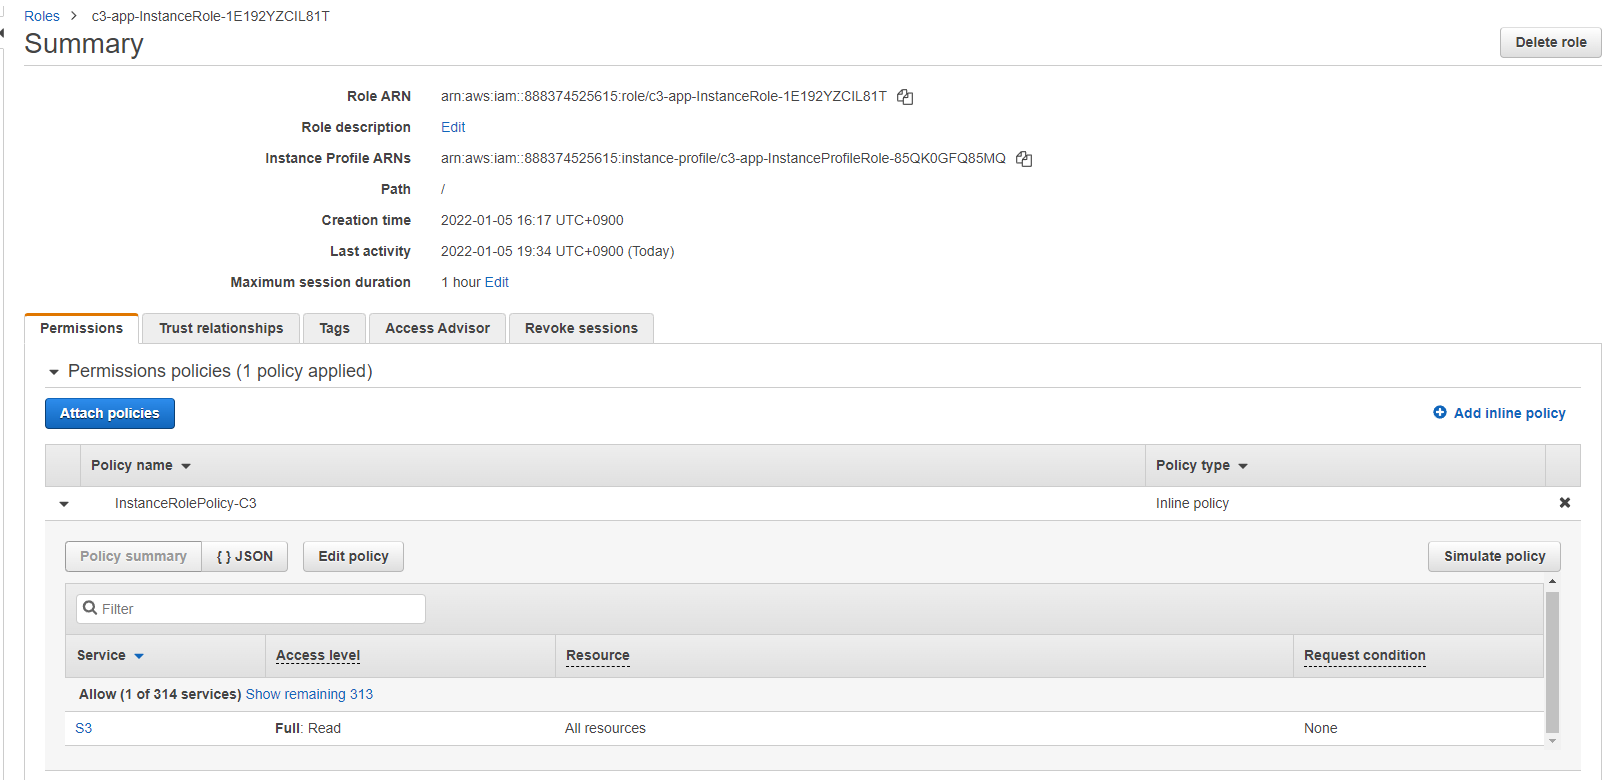 Roles > c3-app-InstanceRole-1E192YZCIL81T
Summary
Delete role
Role ARN arn:aws:iam::888374525615:role/c3-app-InstanceRole-1E192YZCIL81T
Role description Edit
Instance Profile ARNs arn:aws:iam::888374525615:instance-profile/c3-app-InstanceProfileRole-85QK0GFQ85MQ
Path /
Creation time 2022-01-05 16:17 UTC+0900
Last activity 2022-01-05 19:34 UTC+0900 (Today)
Maximum session duration 1 hour Edit
Permissions Trust relationships Tags Access Advisor Revoke sessions
Permissions policies (1 policy applied)
Attach policies Add inline policy
Policy name Policy type
InstanceRolePolicy-C3 Inline policy
Policy summary { } JSON Edit policy Simulate policy
Filter
Service Access level Resource Request condition
Allow (1 of 314 services) Show remaining 313
S3 Full: Read All resources None